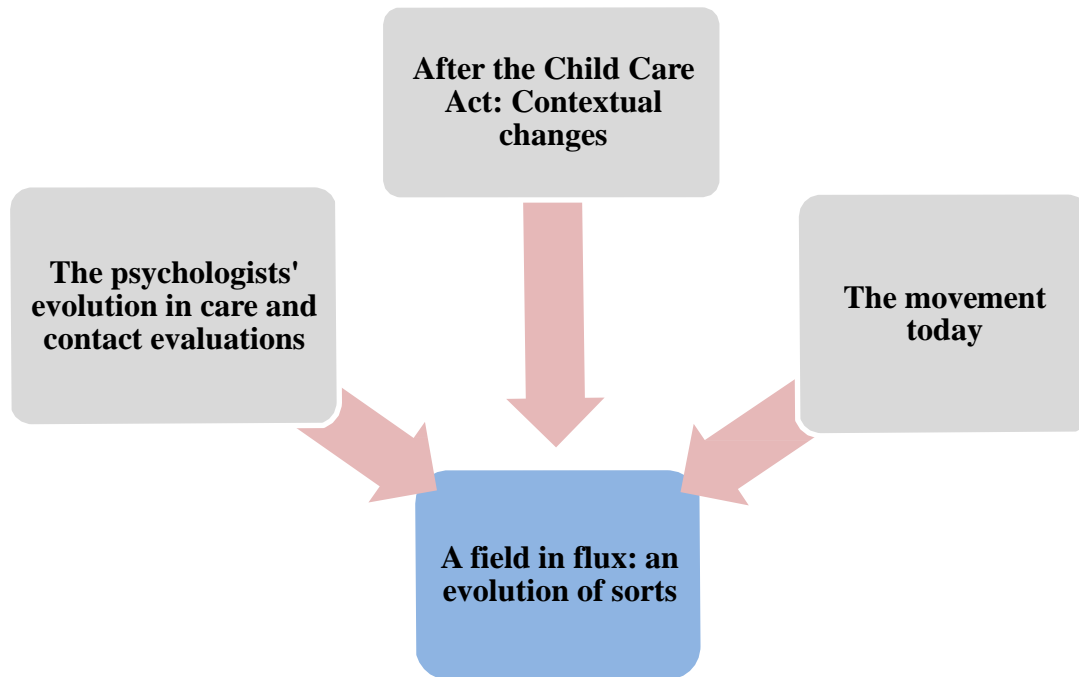 After the Child Care
Act: Contextual
changes
The psychologists'
evolution in care and
contact evaluations
The movement
today
A field in flux: an
evolution of sorts